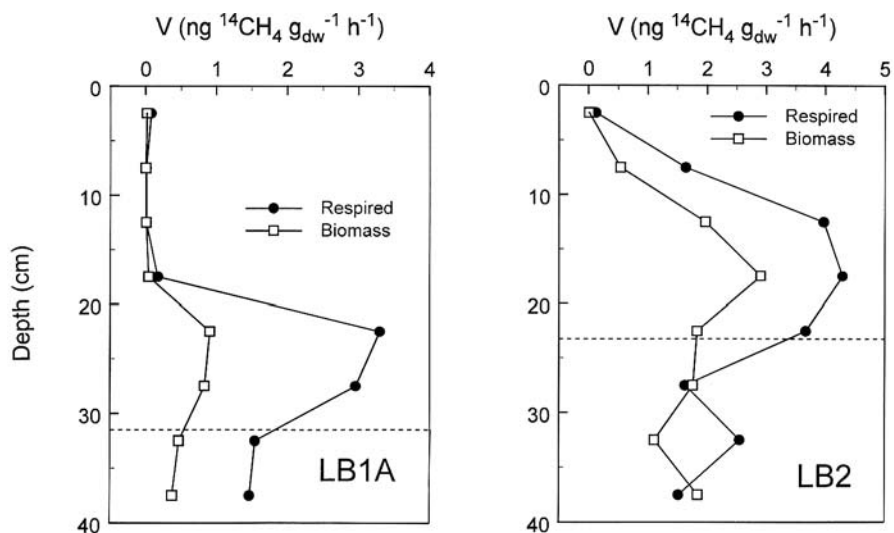 V (ng ¹⁴CH₄ g_dw⁻¹ h⁻¹)
0 1 2 3 4
0
10
20
30
40
Depth (cm)
Respired
Biomass
LB1A
V (ng ¹⁴CH₄ g_dw⁻¹ h⁻¹)
0 1 2 3 4 5
0
10
20
30
40
Respired
Biomass
LB2